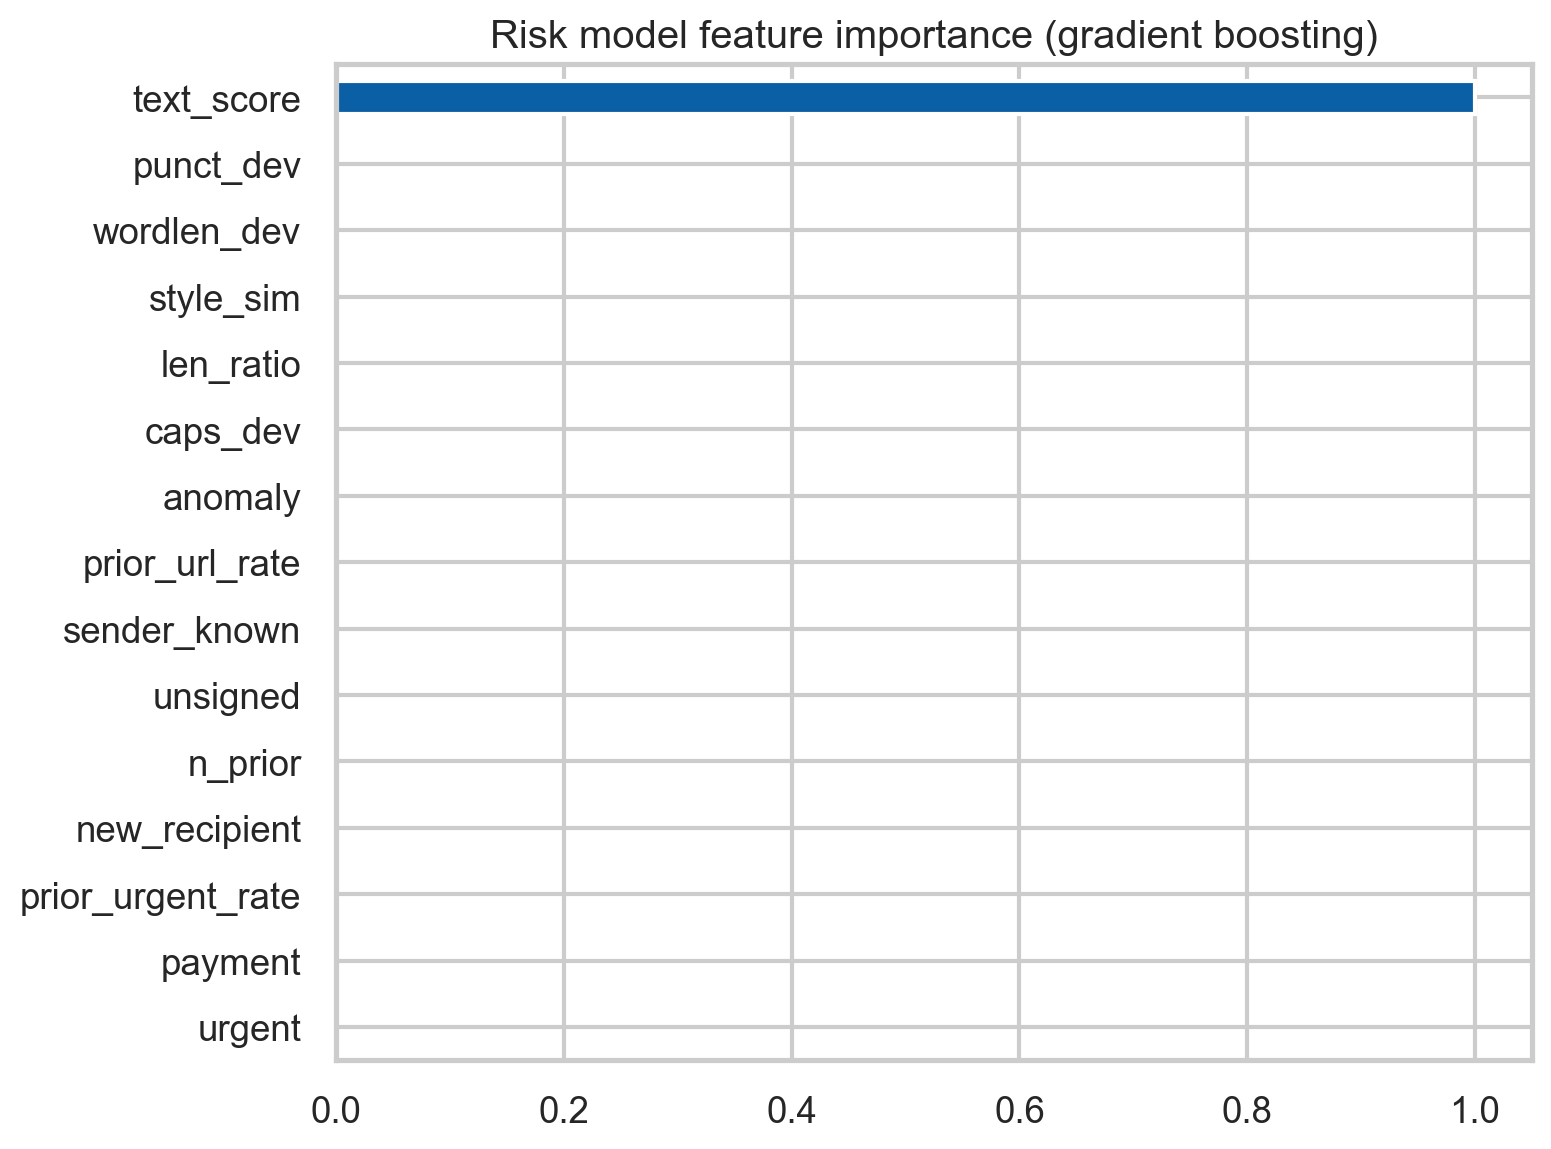 Risk model feature importance (gradient boosting)
text_score
punct_dev
wordlen_dev
style_sim
len_ratio
caps_dev
anomaly
prior_url_rate
sender_known
unsigned
n_prior
new_recipient
prior_urgent_rate
payment
urgent
0.0 0.2 0.4 0.6 0.8 1.0